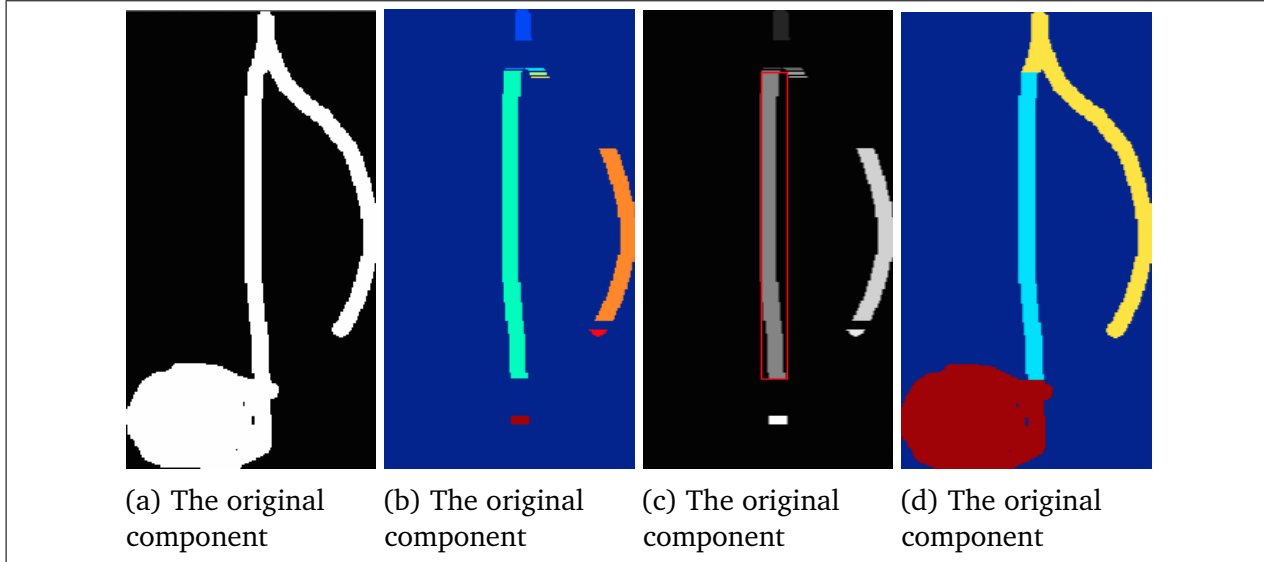 (a) The original
component
(b) The original
component
(c) The original
component
(d) The original
component